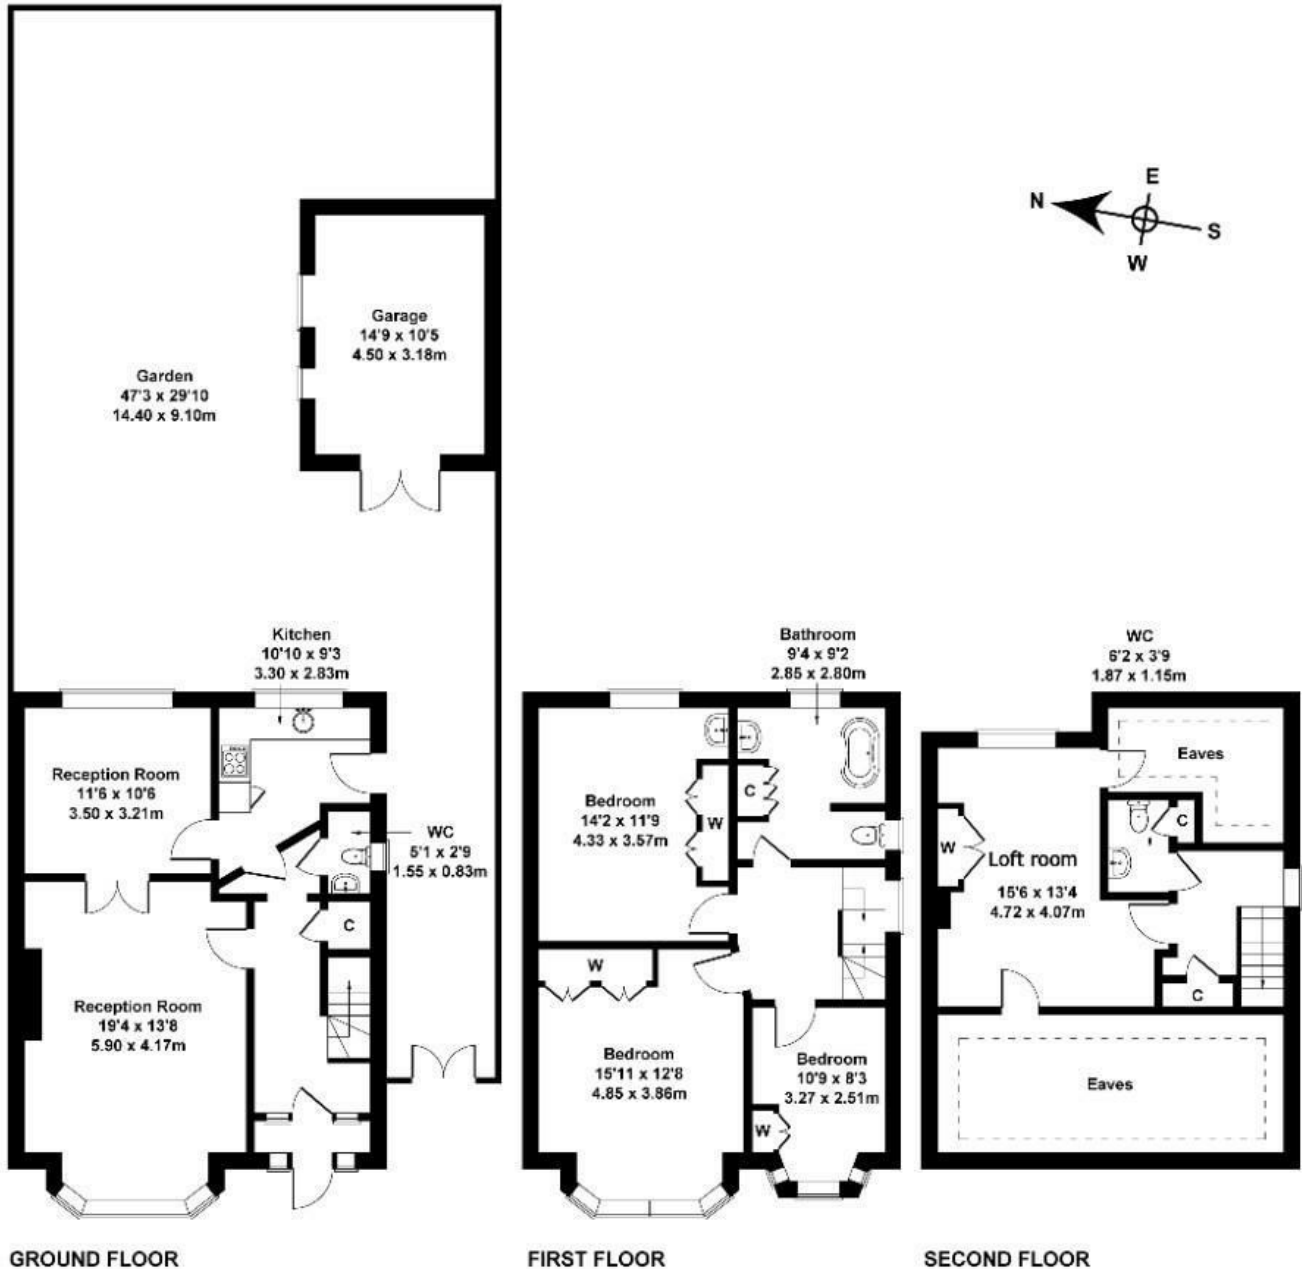 N
E
S
W
Garage
14'9 x 10'5
4.50 x 3.18m
Garden
47'3 x 29'10
14.40 x 9.10m
Kitchen
10'10 x 9'3
3.30 x 2.83m
Reception Room
11'6 x 10'6
3.50 x 3.21m
WC
5'1 x 2'9
1.55 x 0.83m
C
Reception Room
19'4 x 13'8
5.90 x 4.17m
GROUND FLOOR
Bathroom
9'4 x 9'2
2.85 x 2.80m
C
Bedroom
14'2 x 11'9
4.33 x 3.57m
W
W
Bedroom
15'11 x 12'8
4.85 x 3.86m
Bedroom
10'9 x 8'3
3.27 x 2.51m
W
FIRST FLOOR
WC
6'2 x 3'9
1.87 x 1.15m
Eaves
C
W
Loft room
15'6 x 13'4
4.72 x 4.07m
C
Eaves
SECOND FLOOR